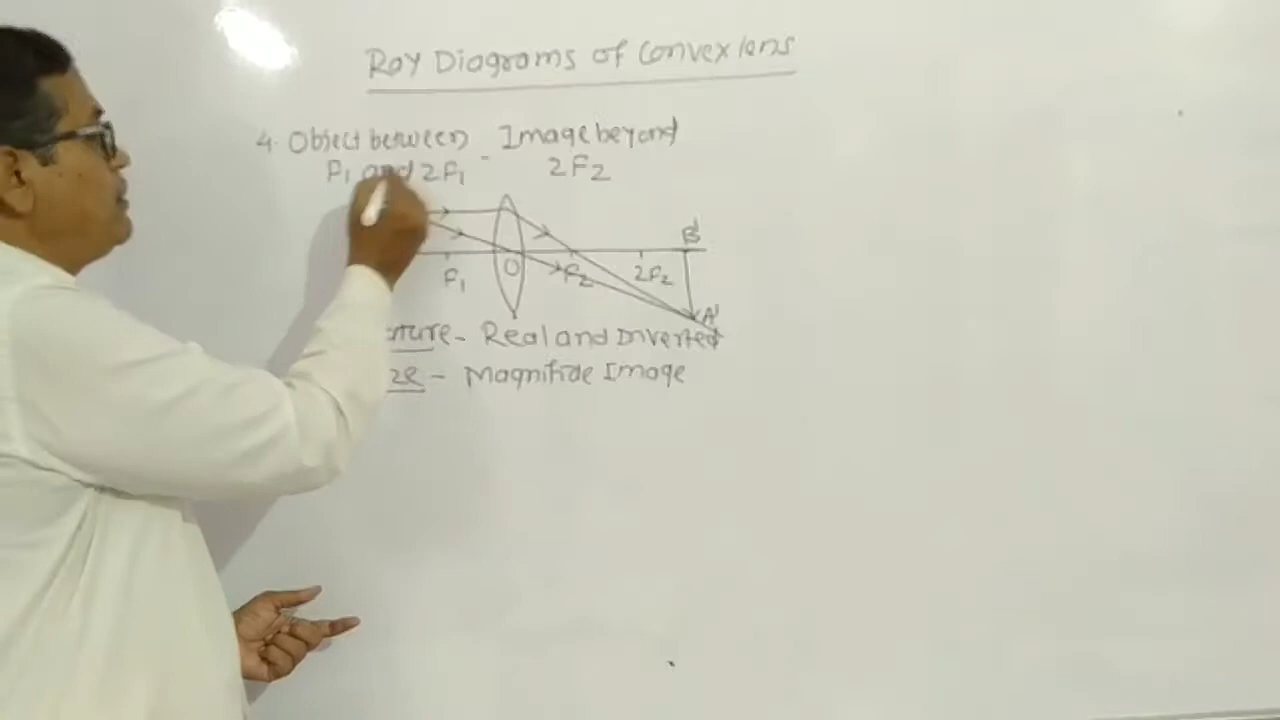 Ray Diagrams of Convex lens
4. Object between Image beyond
F1 and 2F1 - 2F2
B'
F1 O F2 2F2
A'
Real and Inverted
Magnifide Image